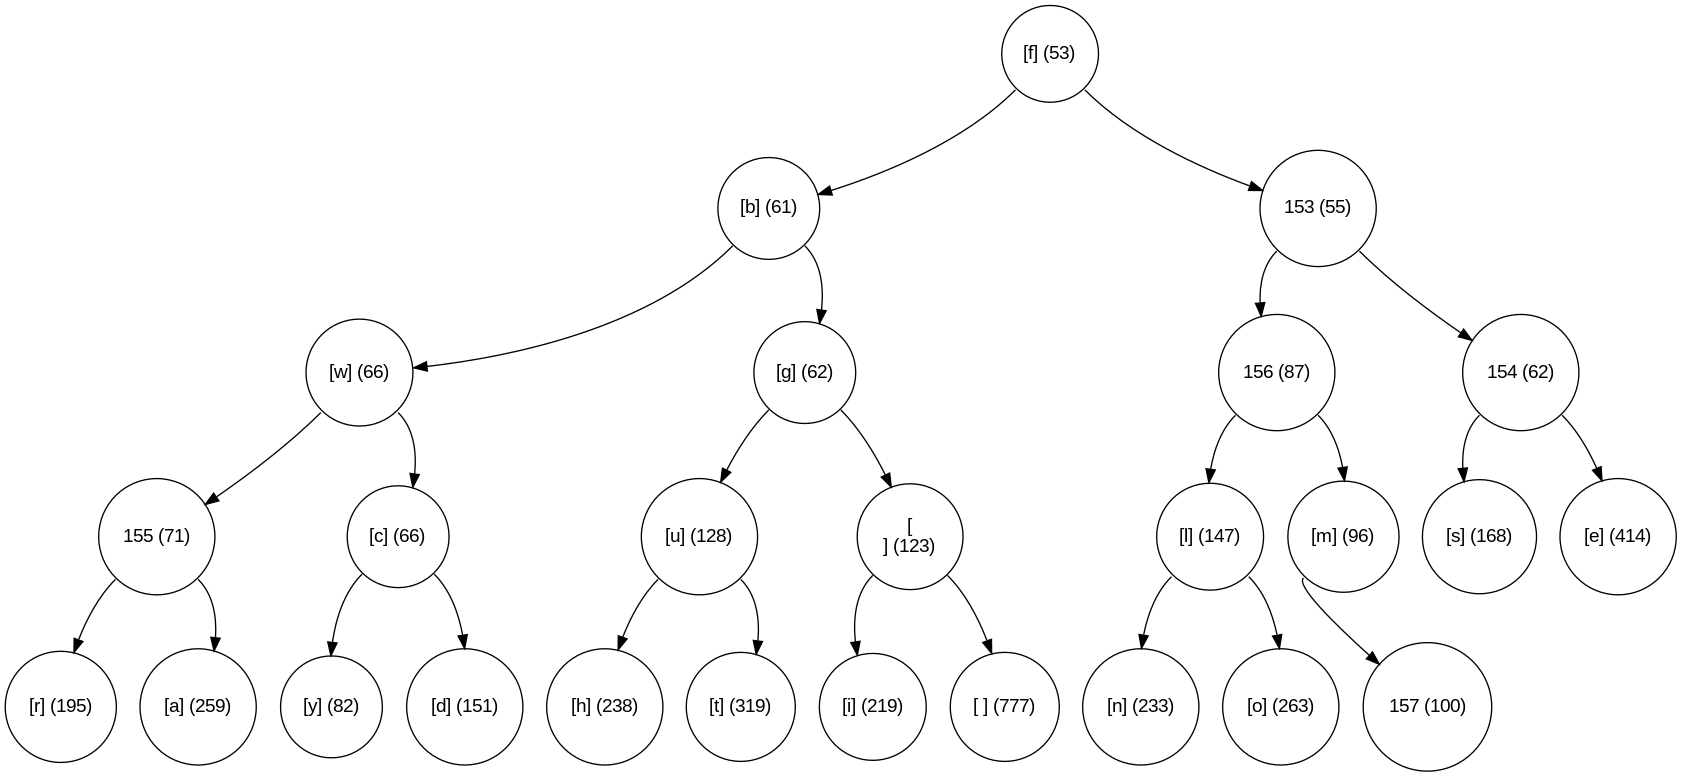 [f] (53)
[b] (61)
153 (55)
[w] (66)
[g] (62)
156 (87)
154 (62)
155 (71)
[c] (66)
[u] (128)
[
] (123)
[l] (147)
[m] (96)
[s] (168)
[e] (414)
[r] (195)
[a] (259)
[y] (82)
[d] (151)
[h] (238)
[t] (319)
[i] (219)
[ ] (777)
[n] (233)
[o] (263)
157 (100)